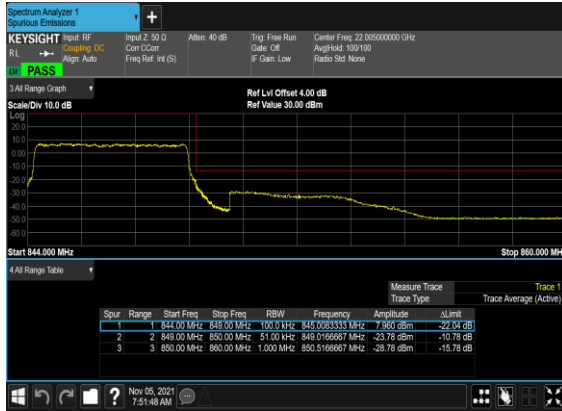 Spectrum Analyzer 1
Spurious Emissions
+
KEYSIGHT Input: RF Input Z: 50 Ω Atten: 40 dB Trig: Free Run Center Freq: 22.005000000 GHz
RL Coupling: DC Corr CCorr Gate: Off Avg|Hold: 100/100
Align: Auto Freq Ref: Int (S) IF Gain: Low Radio Std: None
PASS
3 All Range Graph Ref Lvl Offset 4.00 dB
Scale/Div 10.0 dB Ref Value 30.00 dBm
Log
20.0
10.0
0.00
-10.0
-20.0
-30.0
-40.0
-50.0
-60.0
Start 844.000 MHz Stop 860.000 MH
4 All Range Table
Measure Trace Trace 1
Trace Type Trace Average (Active)
Spur Range Start Freq Stop Freq RBW Frequency Amplitude ΔLimit
1 1 844.00 MHz 849.00 MHz 100.0 kHz 845.0083333 MHz 7.960 dBm -22.04 dB
2 2 849.00 MHz 850.00 MHz 51.00 kHz 849.0166667 MHz -23.78 dBm -10.78 dB
3 3 850.00 MHz 860.00 MHz 1.000 MHz 850.5166667 MHz -28.78 dBm -15.78 dB
? Nov 05, 2021
7:51:48 AM